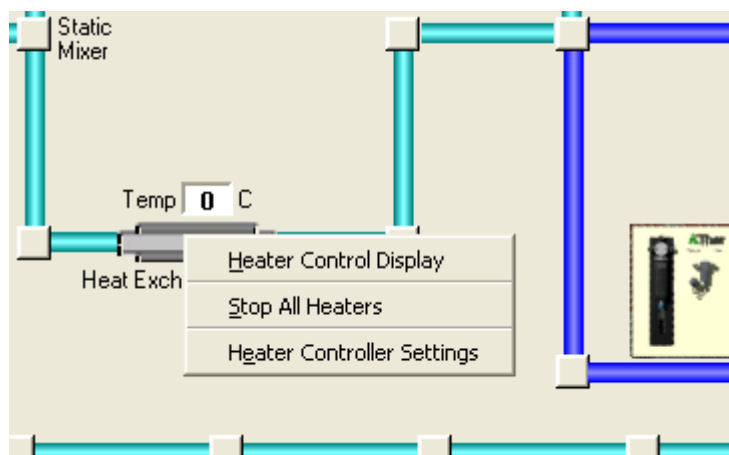 Static
Mixer
Temp 0 C
Heat Exch
Heater Control Display
Stop All Heaters
Heater Controller Settings